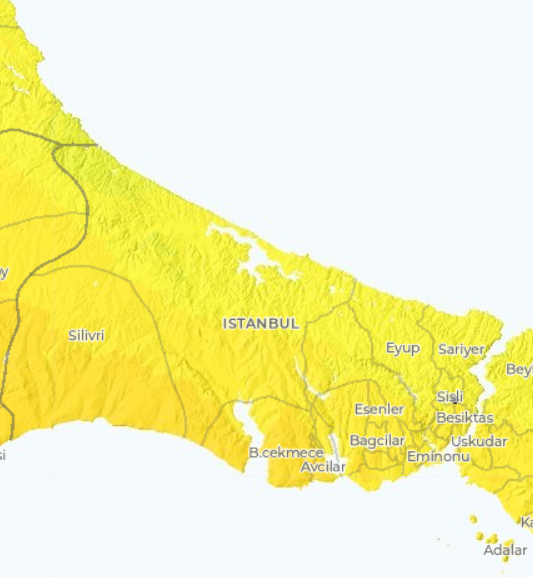 y
ISTANBUL
Silivri
Eyup
Sariyer
Bey
Sisli
Esenler
Besiktas
Bagcilar
Uskudar
B.cekmece
Eminonu
si
Avcilar
Ka
Adalar